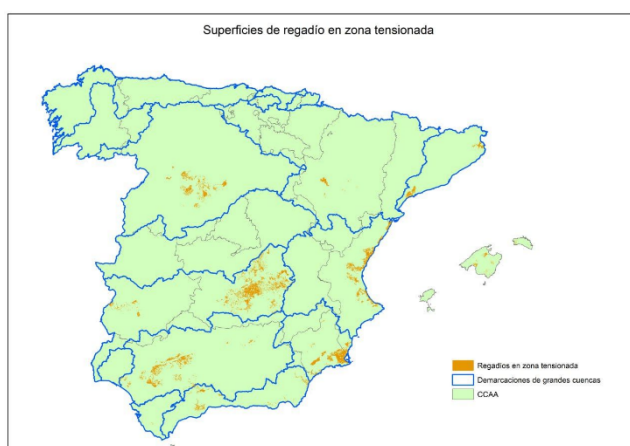 Superficies de regadío en zona tensionada
Regadíos en zona tensionada
Demarcaciones de grandes cuencas
CCAA